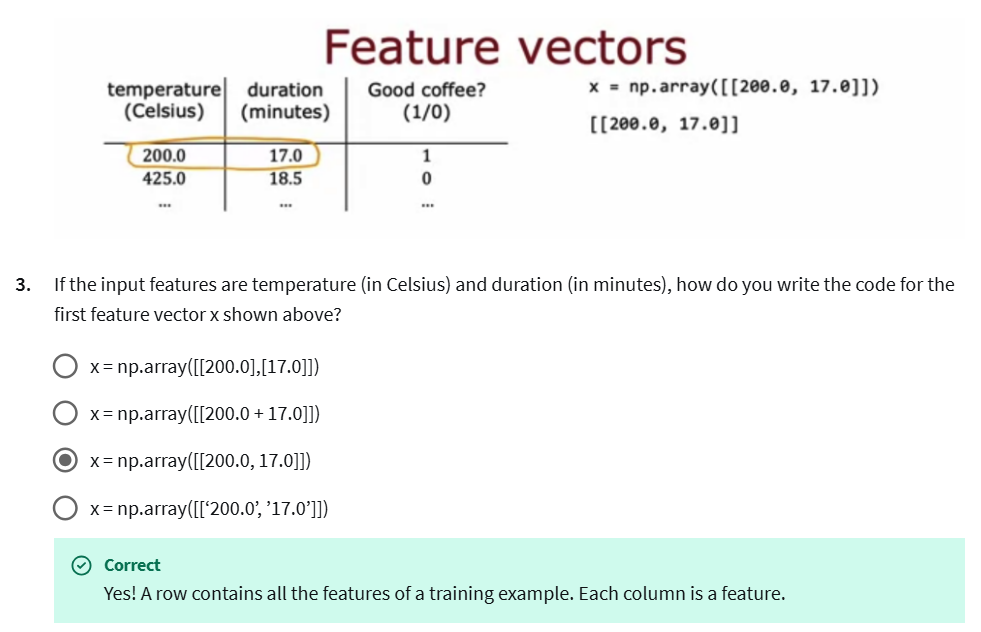 Feature vectors
temperature duration Good coffee? x = np.array([[200.0, 17.0]])
(Celsius) (minutes) (1/0)
[[200.0, 17.0]]
200.0 17.0 1
425.0 18.5 0
... ... ...
3. If the input features are temperature (in Celsius) and duration (in minutes), how do you write the code for the
first feature vector x shown above?
x = np.array([[200.0],[17.0]])
x = np.array([[200.0 + 17.0]])
x = np.array([[200.0, 17.0]])
x = np.array([[‘200.0’, ’17.0’]])
Correct
Yes! A row contains all the features of a training example. Each column is a feature.